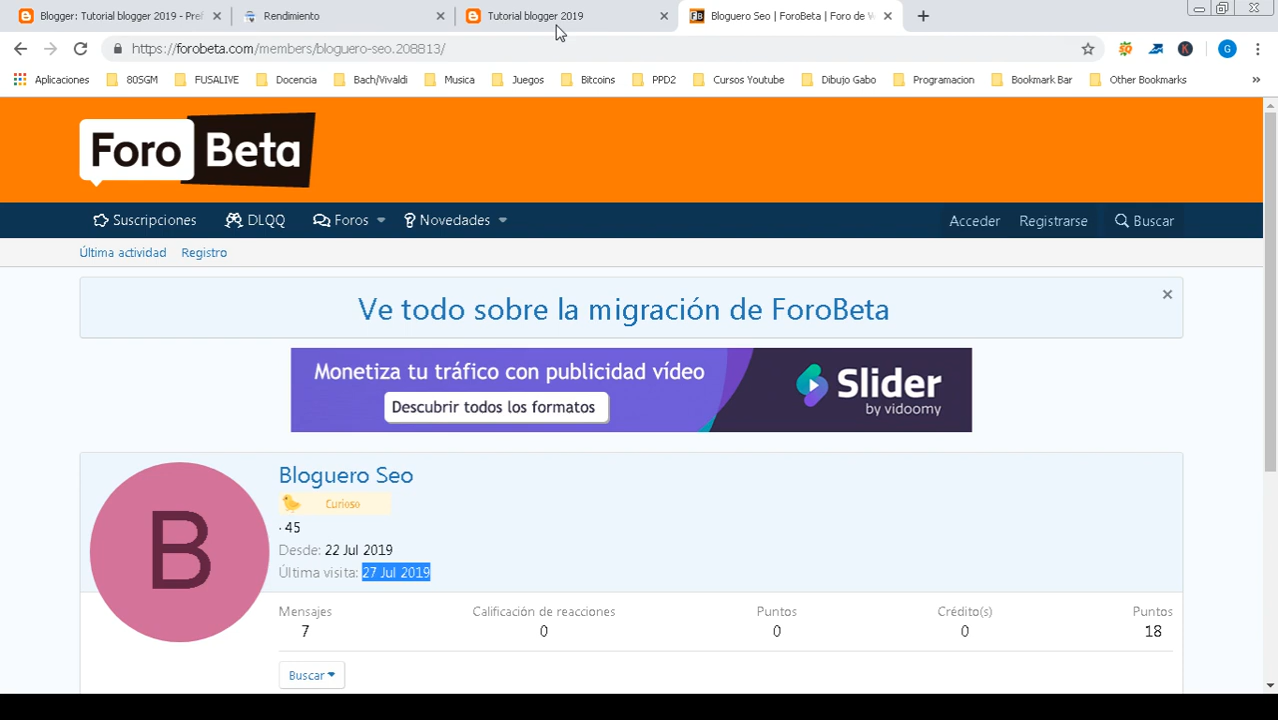 Blogger: Tutorial blogger 2019 - Pref
Rendimiento
Tutorial blogger 2019
Bloguero Seo | ForoBeta | Foro de
https://forobeta.com/members/bloguero-seo.208813/
G
Aplicaciones
80SGM
FUSALIVE
Docencia
Bach/Vivaldi
Musica
Juegos
Bitcoins
PPD2
Cursos Youtube
Dibujo Gabo
Programacion
Bookmark Bar
Other Bookmarks
Foro Beta
Suscripciones
DLQQ
Foros
Novedades
Acceder
Registrarse
Buscar
Última actividad
Registro
Ve todo sobre la migración de ForoBeta
Monetiza tu tráfico con publicidad vídeo
Descubrir todos los formatos
Slider
by vidoomy
B
Bloguero Seo
Curioso
· 45
Desde: 22 Jul 2019
Última visita: 27 Jul 2019
Mensajes
7
Calificación de reacciones
0
Puntos
0
Crédito(s)
0
Puntos
18
Buscar